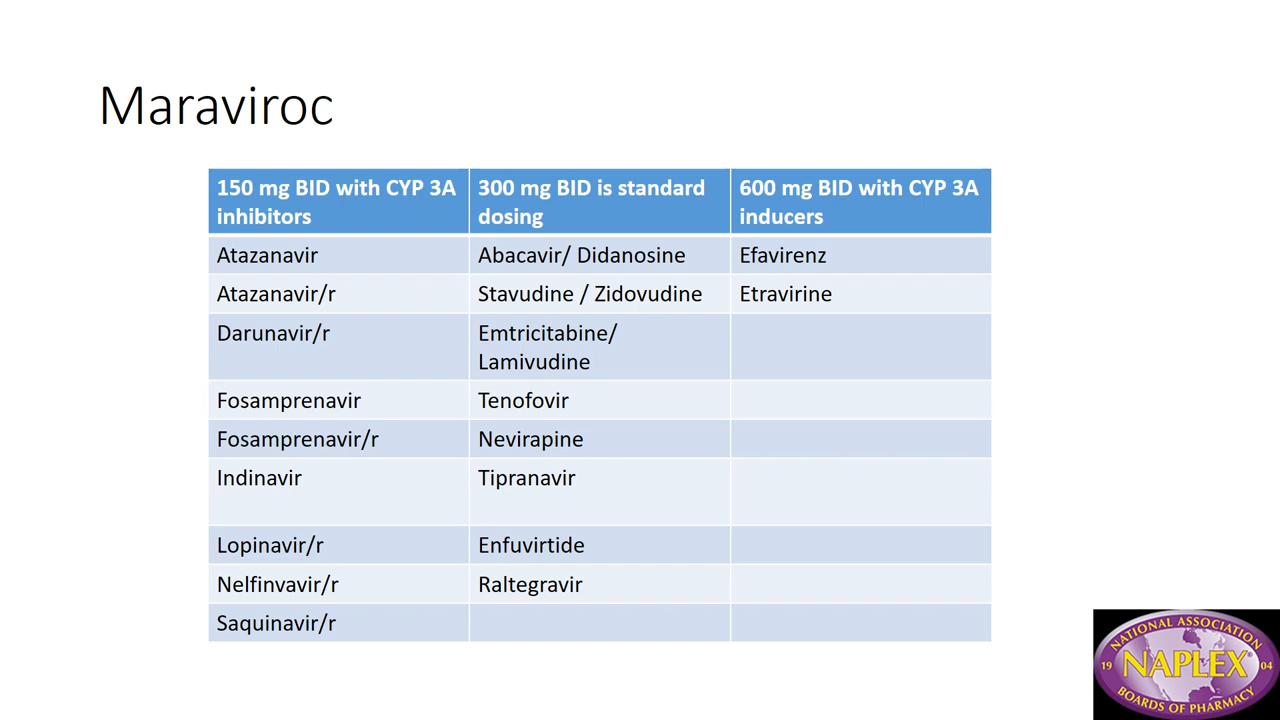 Maraviroc
150 mg BID with CYP 3A
inhibitors
300 mg BID is standard
dosing
600 mg BID with CYP 3A
inducers
Atazanavir
Abacavir/ Didanosine
Efavirenz
Atazanavir/r
Stavudine / Zidovudine
Etravirine
Darunavir/r
Emtricitabine/
Lamivudine
Fosamprenavir
Tenofovir
Fosamprenavir/r
Nevirapine
Indinavir
Tipranavir
Lopinavir/r
Enfuvirtide
Nelfinvavir/r
Raltegravir
Saquinavir/r
NATIONAL ASSOCIATION
19 NAPLEX® 04
BOARDS OF PHARMACY